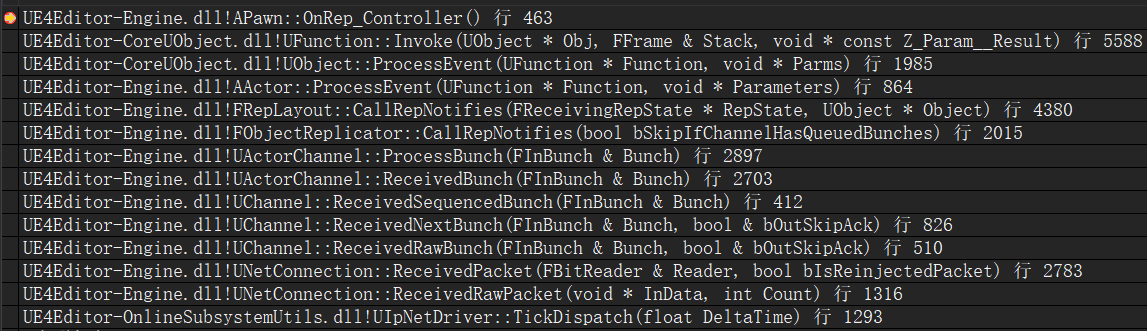 UE4Editor-Engine.dll!APawn::OnRep_Controller() 行 463
UE4Editor-CoreUObject.dll!UFunction::Invoke(UObject * Obj, FFrame & Stack, void * const Z_Param__Result) 行 5588
UE4Editor-CoreUObject.dll!UObject::ProcessEvent(UFunction * Function, void * Parms) 行 1985
UE4Editor-Engine.dll!AActor::ProcessEvent(UFunction * Function, void * Parameters) 行 864
UE4Editor-Engine.dll!FRepLayout::CallRepNotifies(FReceivingRepState * RepState, UObject * Object) 行 4380
UE4Editor-Engine.dll!FObjectReplicator::CallRepNotifies(bool bSkipIfChannelHasQueuedBunches) 行 2015
UE4Editor-Engine.dll!UActorChannel::ProcessBunch(FInBunch & Bunch) 行 2897
UE4Editor-Engine.dll!UActorChannel::ReceivedBunch(FInBunch & Bunch) 行 2703
UE4Editor-Engine.dll!UChannel::ReceivedSequencedBunch(FInBunch & Bunch) 行 412
UE4Editor-Engine.dll!UChannel::ReceivedNextBunch(FInBunch & Bunch, bool & bOutSkipAck) 行 826
UE4Editor-Engine.dll!UChannel::ReceivedRawBunch(FInBunch & Bunch, bool & bOutSkipAck) 行 510
UE4Editor-Engine.dll!UNetConnection::ReceivedPacket(FBitReader & Reader, bool bIsReinjectedPacket) 行 2783
UE4Editor-Engine.dll!UNetConnection::ReceivedRawPacket(void * InData, int Count) 行 1316
UE4Editor-OnlineSubsystemUtils.dll!UIpNetDriver::TickDispatch(float DeltaTime) 行 1293